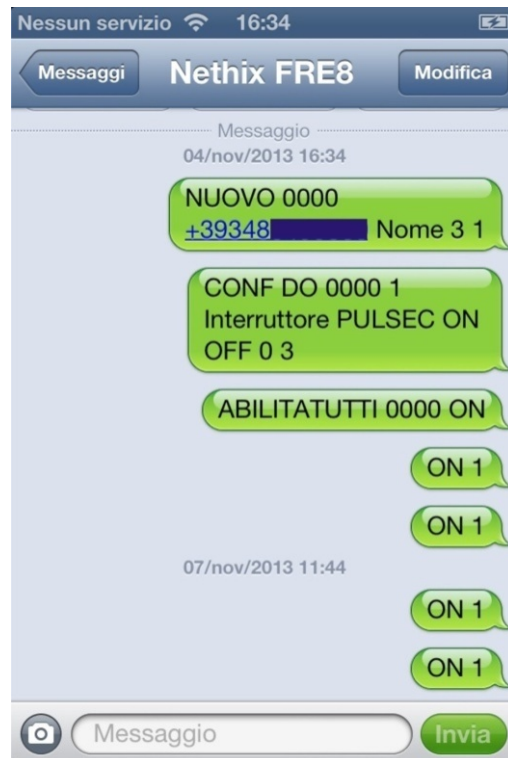 Nessun servizio 16:34
Messaggi Nethix FRE8 Modifica
Messaggio
04/nov/2013 16:34
NUOVO 0000
+39348 Nome 3 1
CONF DO 0000 1
Interruttore PULSEC ON
OFF 0 3
ABILITATUTTI 0000 ON
ON 1
ON 1
07/nov/2013 11:44
ON 1
ON 1
Messaggio Invia